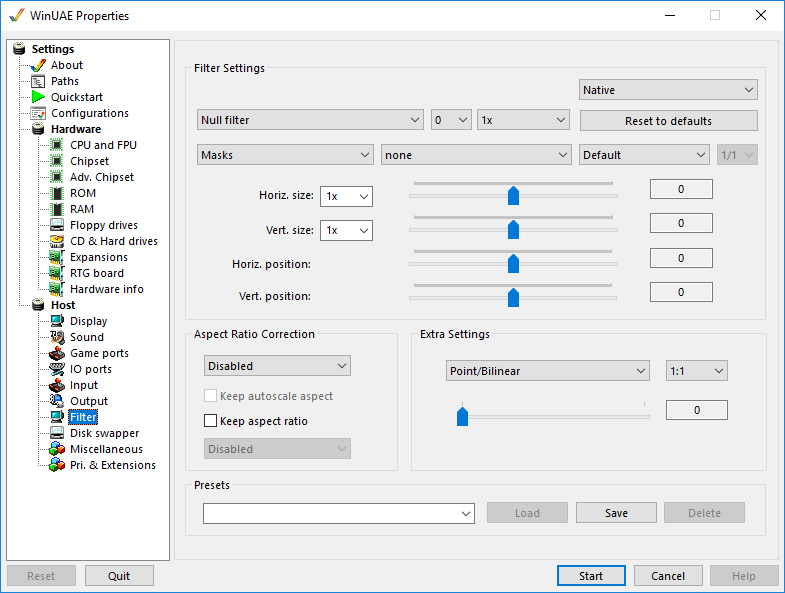 WinUAE Properties
Settings
About
Paths
Quickstart
Configurations
Hardware
CPU and FPU
Chipset
Adv. Chipset
ROM
RAM
Floppy drives
CD & Hard drives
Expansions
RTG board
Hardware info
Host
Display
Sound
Game ports
IO ports
Input
Output
Filter
Disk swapper
Miscellaneous
Pri. & Extensions
Filter Settings
Native
Null filter 0 1x Reset to defaults
Masks none Default 1/1
Horiz. size: 1x 0
Vert. size: 1x 0
Horiz. position: 0
Vert. position: 0
Aspect Ratio Correction
Disabled
Keep autoscale aspect
Keep aspect ratio
Disabled
Extra Settings
Point/Bilinear 1:1
0
Presets
Load Save Delete
Reset Quit Start Cancel Help